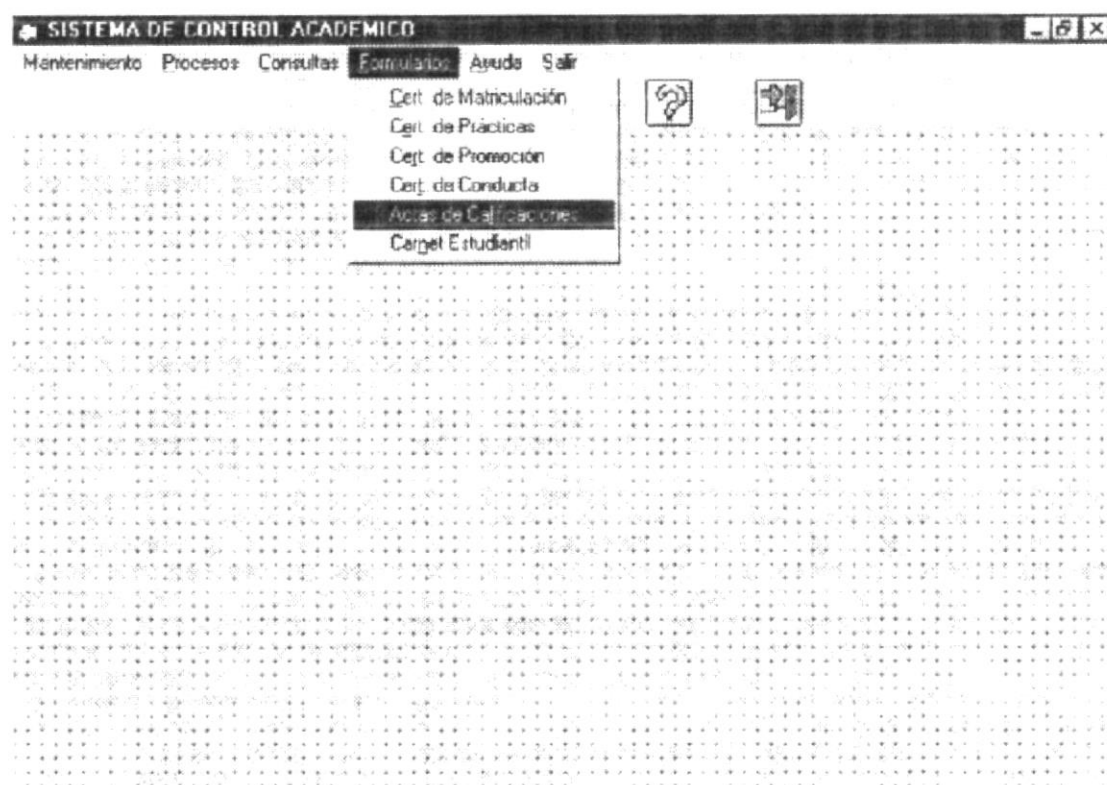 SISTEMA DE CONTROL ACADEMICO
Mantenimiento Procesos Consultas Formularios Ayuda Salir
Cert. de Matriculación
Cert. de Prácticas
Cert. de Promoción
Cert. de Conducta
Actas de Calificaciones
Carnet Estudiantil